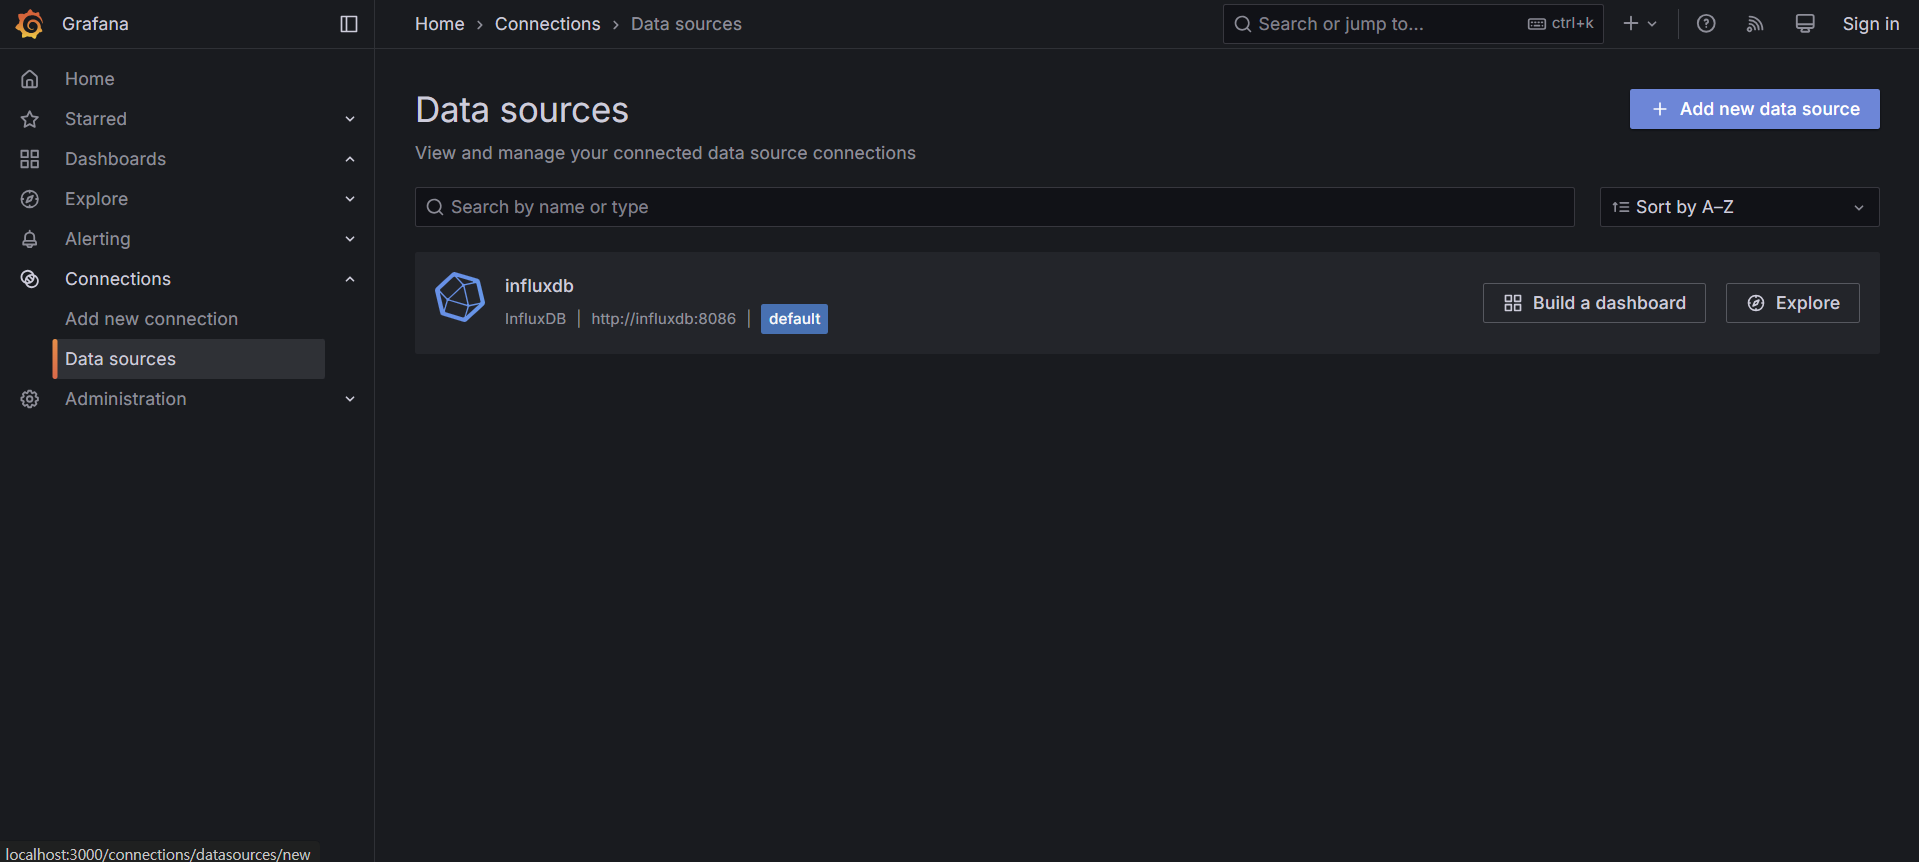 Grafana
Home › Connections › Data sources
Search or jump to...
ctrl+k
Sign in
Home
Starred
Dashboards
Explore
Alerting
Connections
Add new connection
Data sources
Administration
Data sources
Add new data source
View and manage your connected data source connections
Search by name or type
Sort by A–Z
influxdb
InfluxDB | http://influxdb:8086 | default
Build a dashboard
Explore
localhost:3000/connections/datasources/new